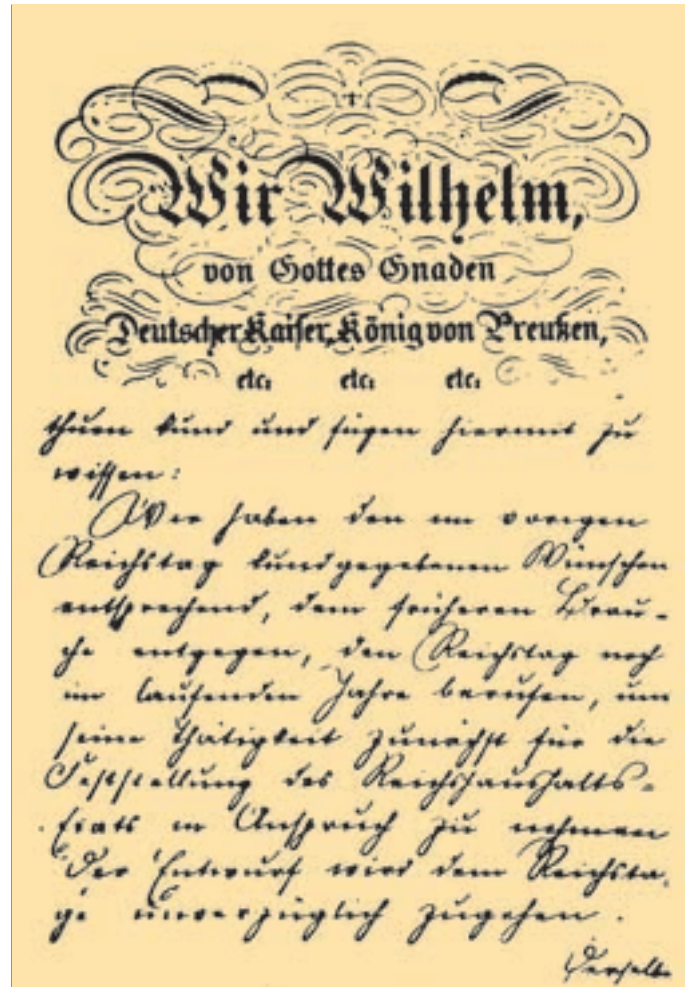 Wir Wilhelm,
von Gottes Gnaden
Deutscher Kaiser, König von Preußen,
etc. etc. etc.
thuen kund und fügen hiermit zu
wissen:
Wir haben den im vorigen
Reichstag kundgegebenen Wünschen
entsprechend, dem früheren Brau-
che entgegen, den Reichstag noch
im laufenden Jahre berufen, um
seine Thätigkeit zunächst für die
Feststellung des Reichshaushalts-
Etats in Anspruch zu nehmen
Der Entwurf wird dem Reichsta-
ge unverzüglich zugehen.
Derselbe